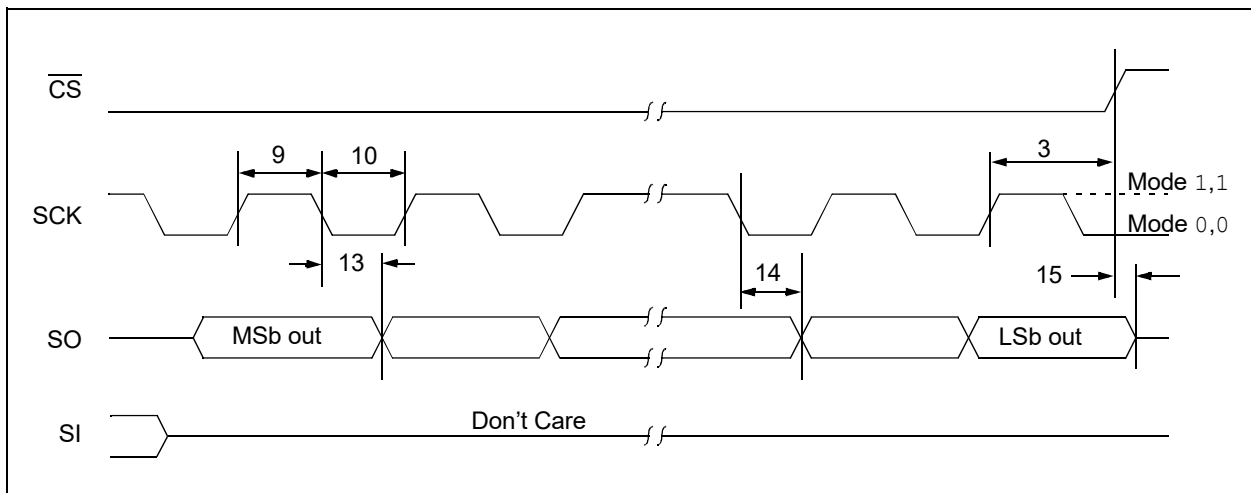 CS
9
10
3
SCK
Mode 1,1
Mode 0,0
13
14
15
SO
MSb out
LSb out
SI
Don't Care